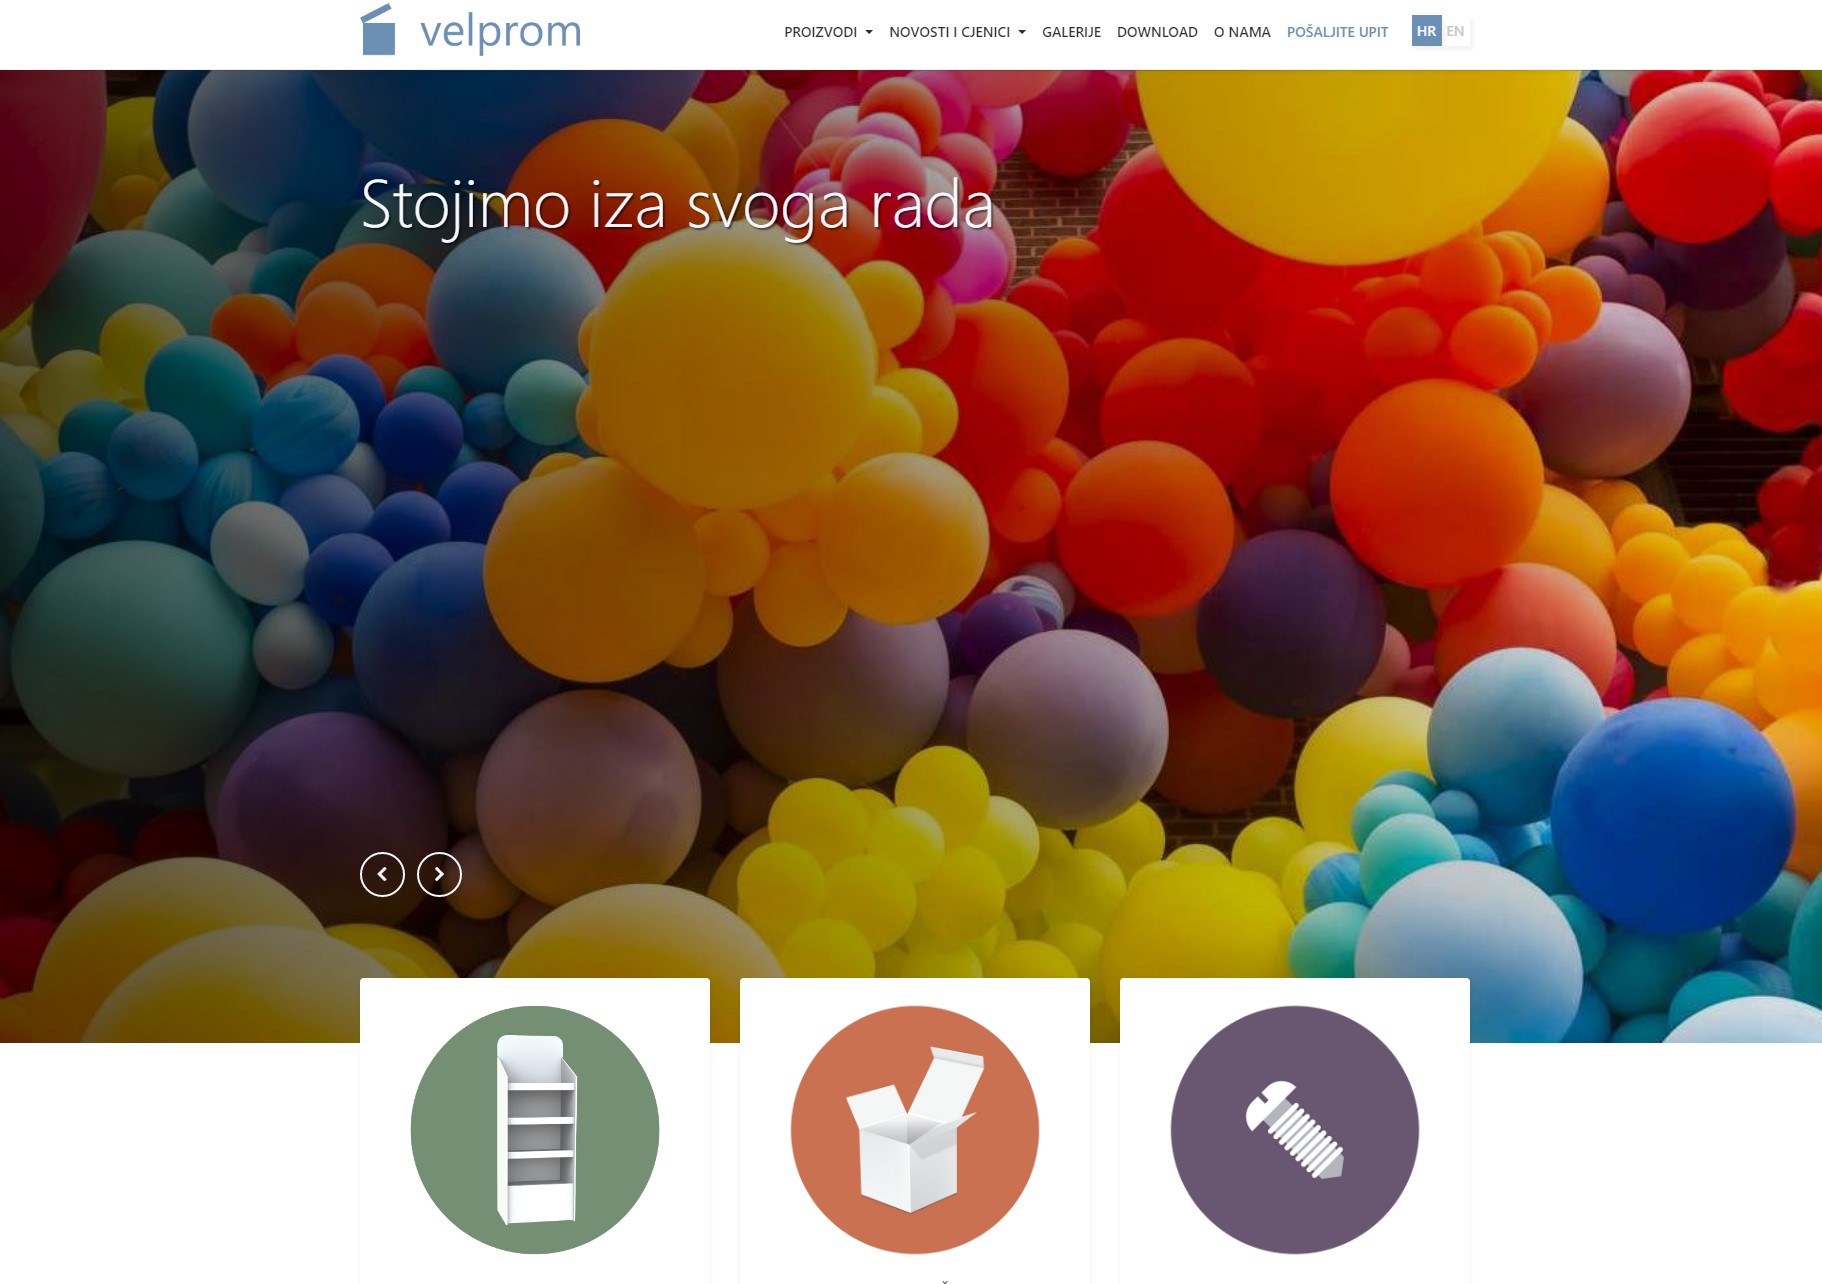 velprom
PROIZVODI
NOVOSTI I CJENICI
GALERIJE
DOWNLOAD
O NAMA
POŠALJITE UPIT
HR
EN
Stojimo iza svoga rada